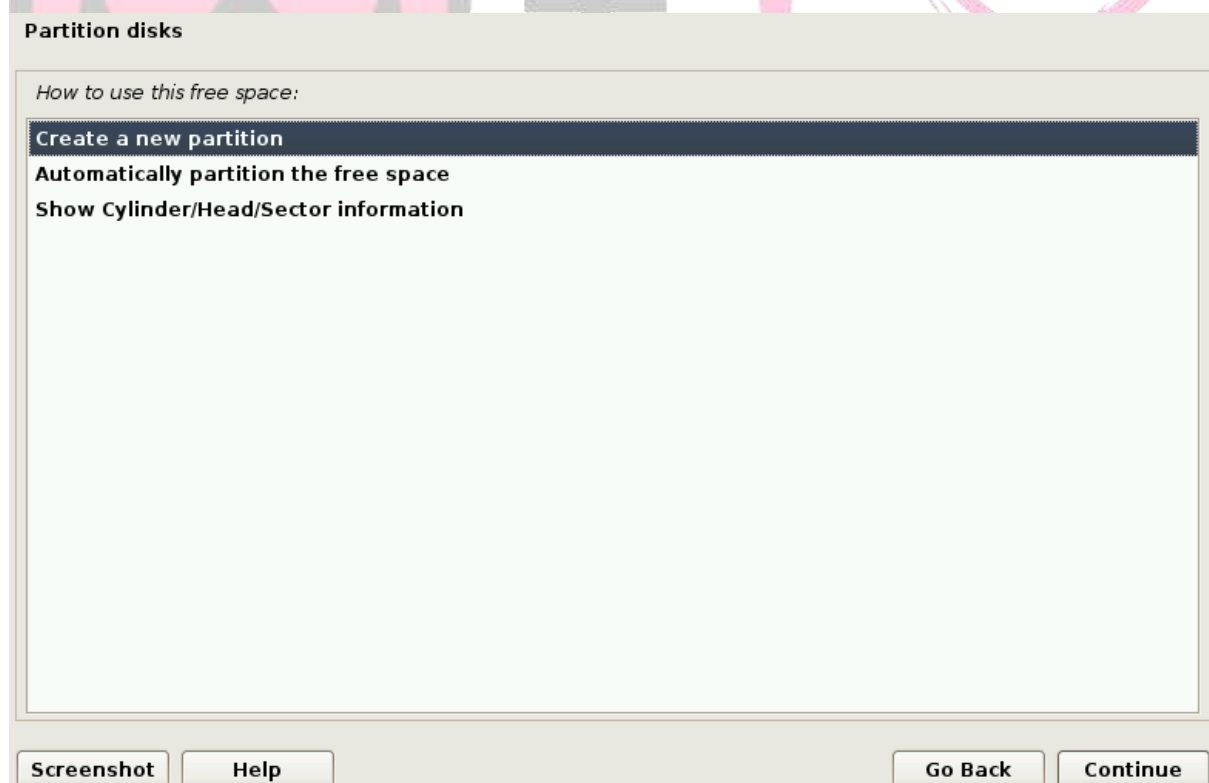 Partition disks
How to use this free space:
Create a new partition
Automatically partition the free space
Show Cylinder/Head/Sector information
Screenshot Help Go Back Continue